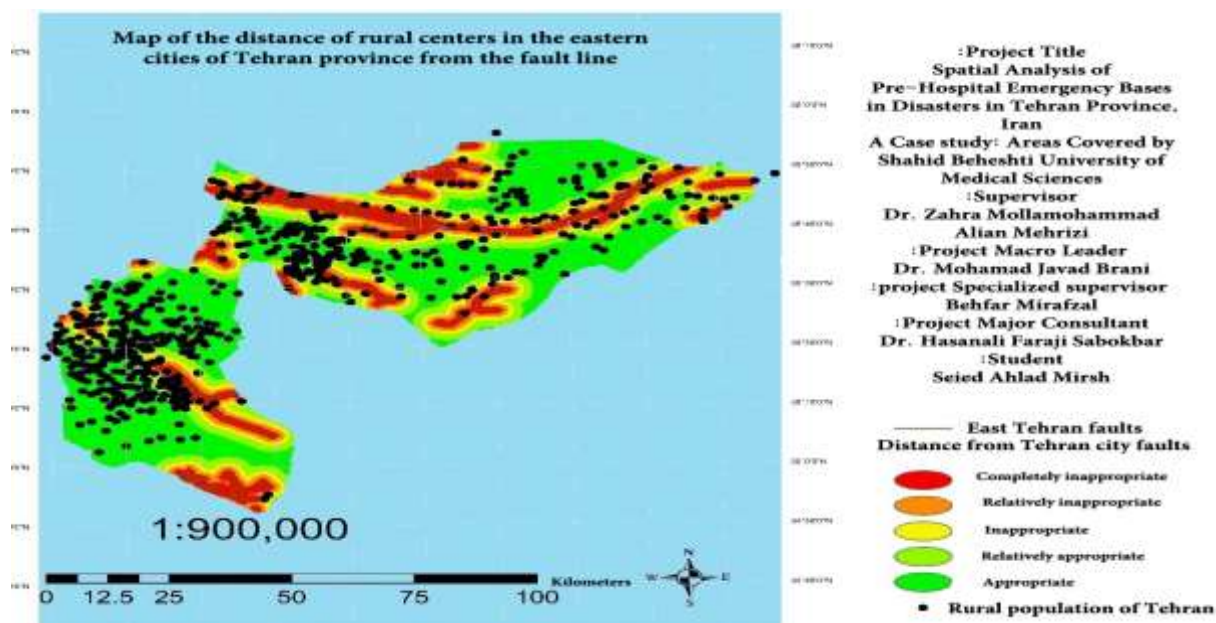 Map of the distance of rural centers in the eastern
cities of Tehran province from the fault line
1:900,000
0 12.5 25 50 75 100
Kilometers
N
W E
S
:Project Title
Spatial Analysis of
Pre-Hospital Emergency Bases
in Disasters in Tehran Province,
Iran
A Case study: Areas Covered by
Shahid Beheshti University of
Medical Sciences
:Supervisor
Dr. Zahra Mollamohammad
Alian Mehrizi
:Project Macro Leader
Dr. Mohamad Javad Brani
:project Specialized supervisor
Behfar Mirafzal
:Project Major Consultant
Dr. Hasanali Faraji Sabokbar
:Student
Seied Ahlad Mirsh
East Tehran faults
Distance from Tehran city faults
Completely inappropriate
Relatively inappropriate
Inappropriate
Relatively appropriate
Appropriate
Rural population of Tehran